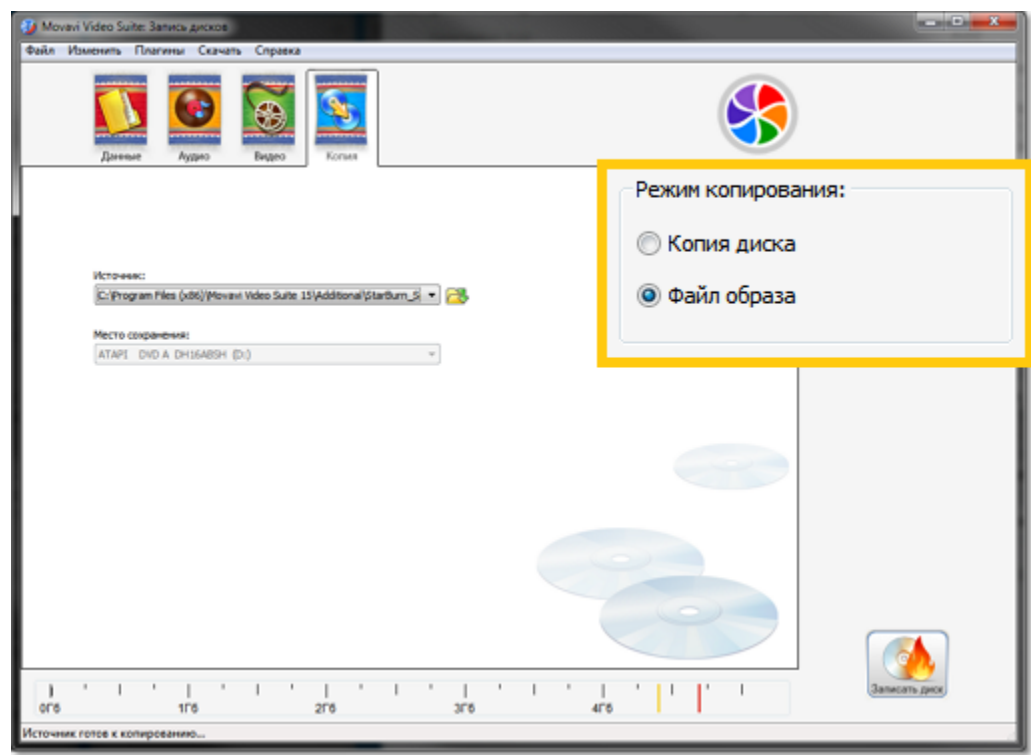 Movavi Video Suite: Запись дисков
Файл Изменить Плагины Скачать Справка
Данные Аудио Видео Копия
Режим копирования:
Копия диска
Файл образа
Источник:
C:\Program Files (x86)\Movavi Video Suite 15\Additional\StarBurn_S
Место сохранения:
ATAPI DVD A DH16ABSH (D:)
Записать диск
0Гб 1Гб 2Гб 3Гб 4Гб
Источник готов к копированию...